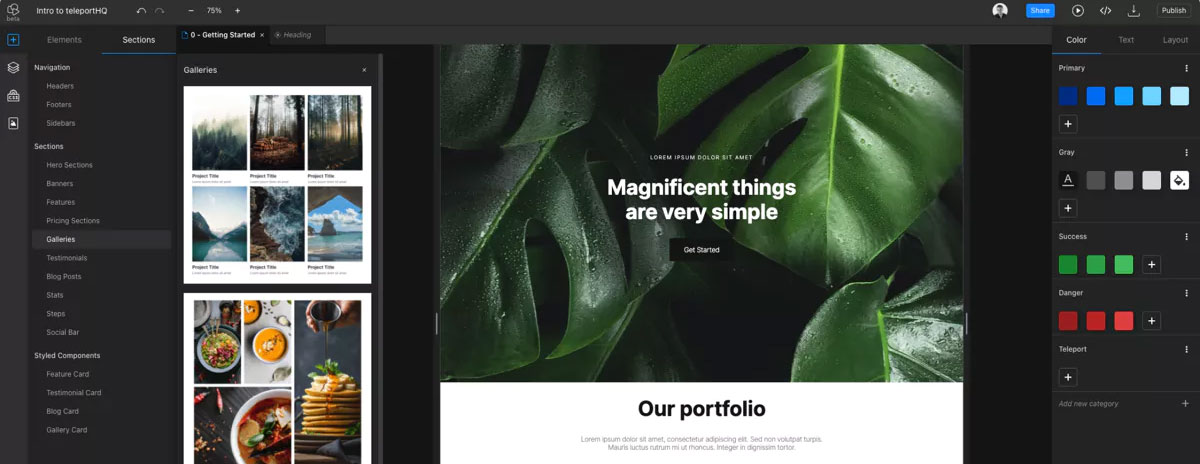 beta
Intro to teleportHQ
75%
Share
Publish
Elements
Sections
Navigation
Headers
Footers
Sidebars
Sections
Hero Sections
Banners
Features
Pricing Sections
Galleries
Testimonials
Blog Posts
Stats
Steps
Social Bar
Styled Components
Feature Card
Testimonial Card
Blog Card
Gallery Card
CSS
0 - Getting Started
Heading
Galleries
Project Title Project Title Project Title
Project Title Project Title Project Title
LOREM IPSUM DOLOR SIT AMET
Magnificent things
are very simple
Get Started
Our portfolio
Lorem ipsum dolor sit amet, consectetur adipiscing elit. Sed non volutpat turpis.
Mauris luctus rutrum mi ut rhoncus. Integer in dignissim tortor.
Color
Text
Layout
Primary
Gray
A
Success
Danger
Teleport
Add new category